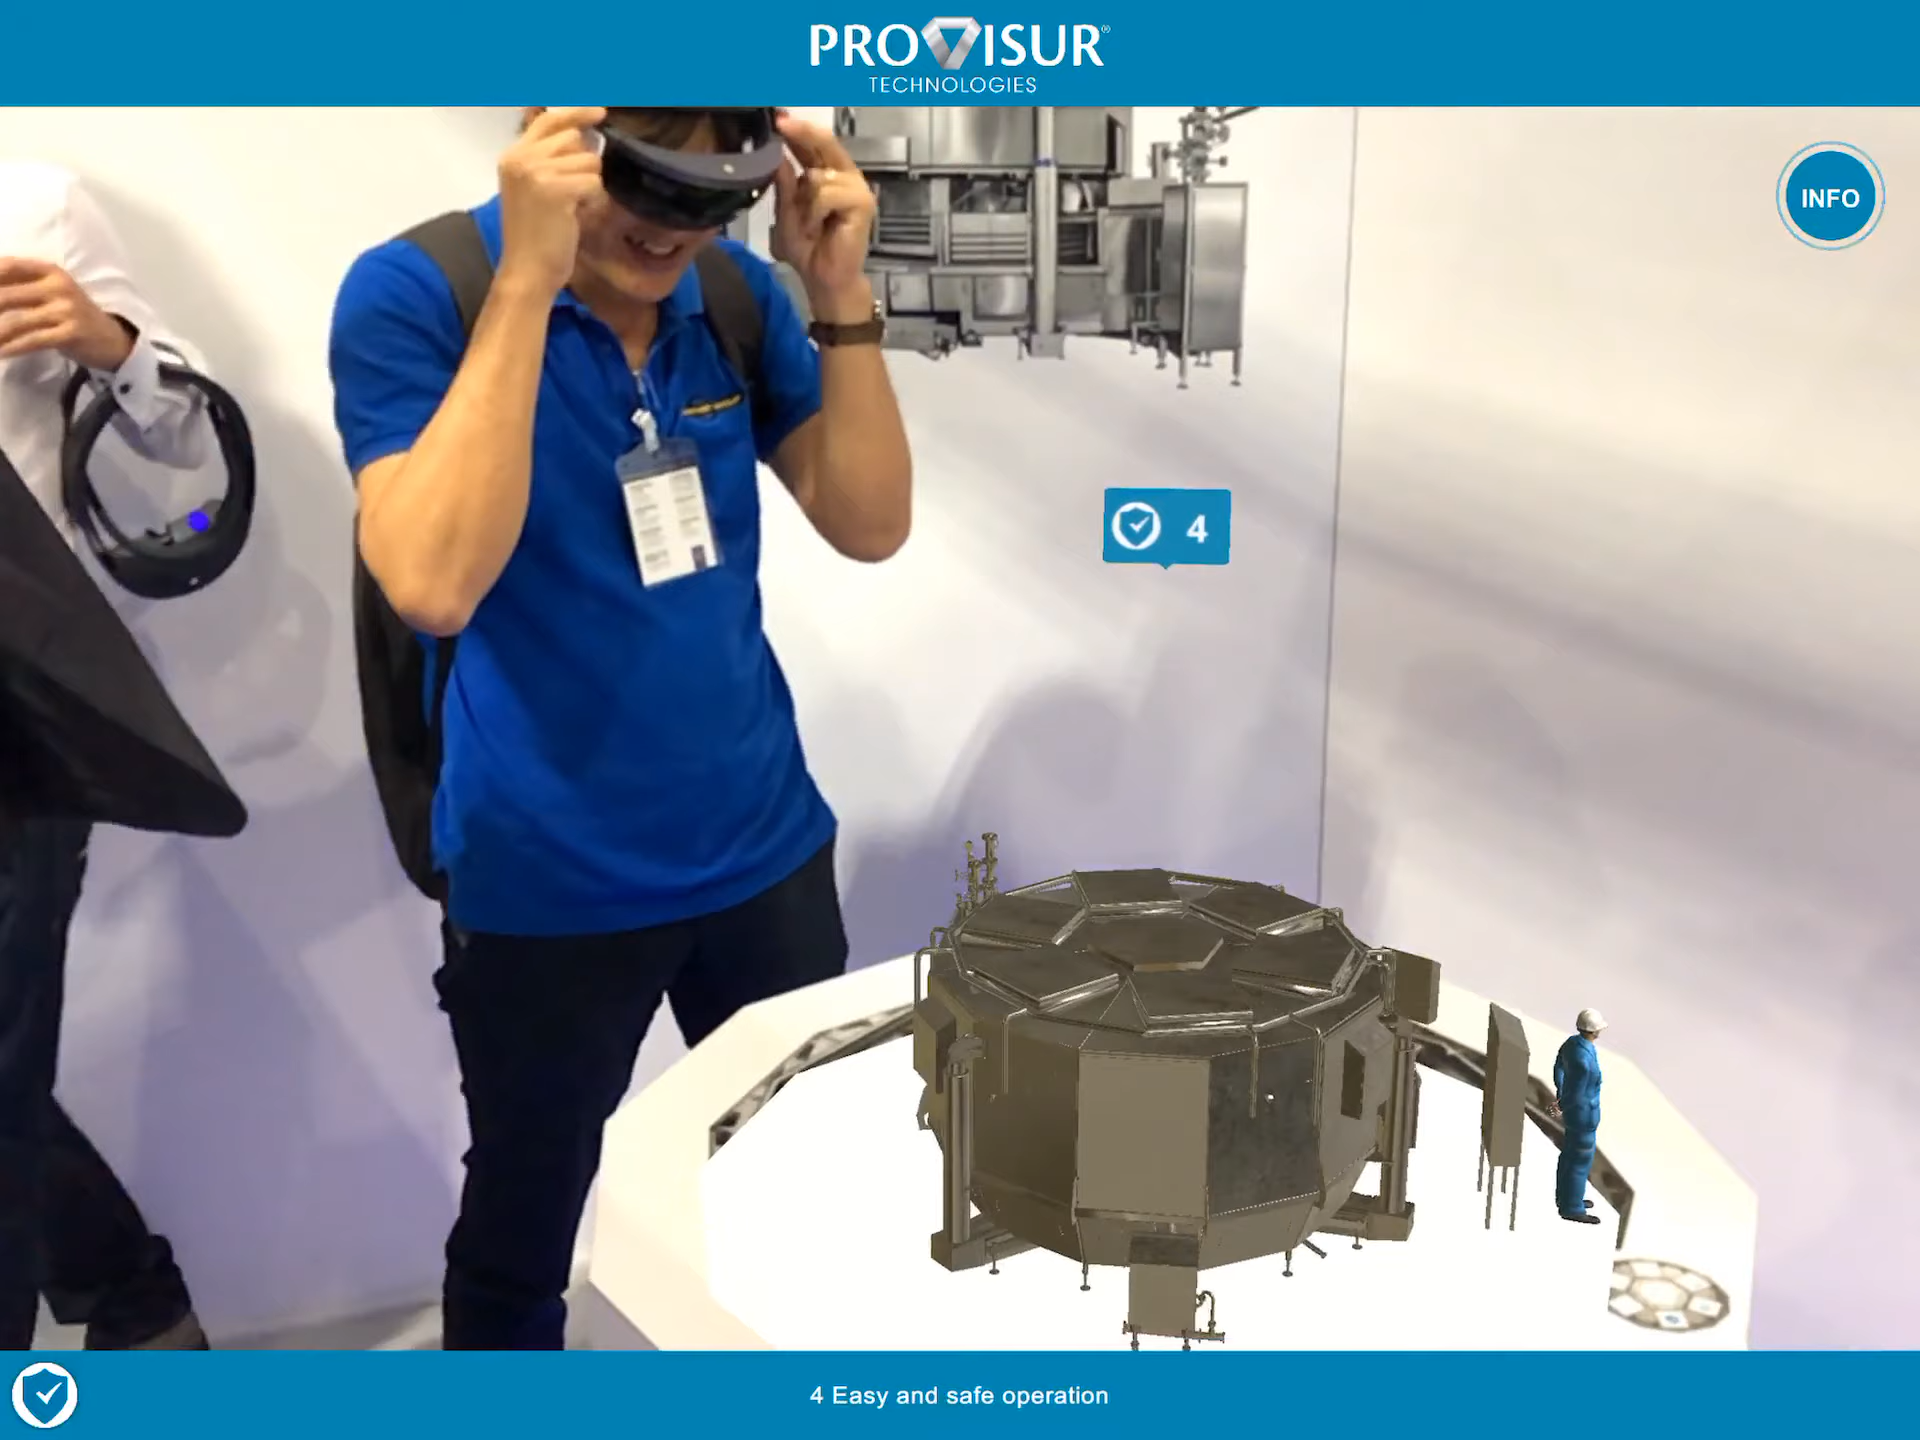 PROVISUR®
TECHNOLOGIES
INFO
4
4 Easy and safe operation